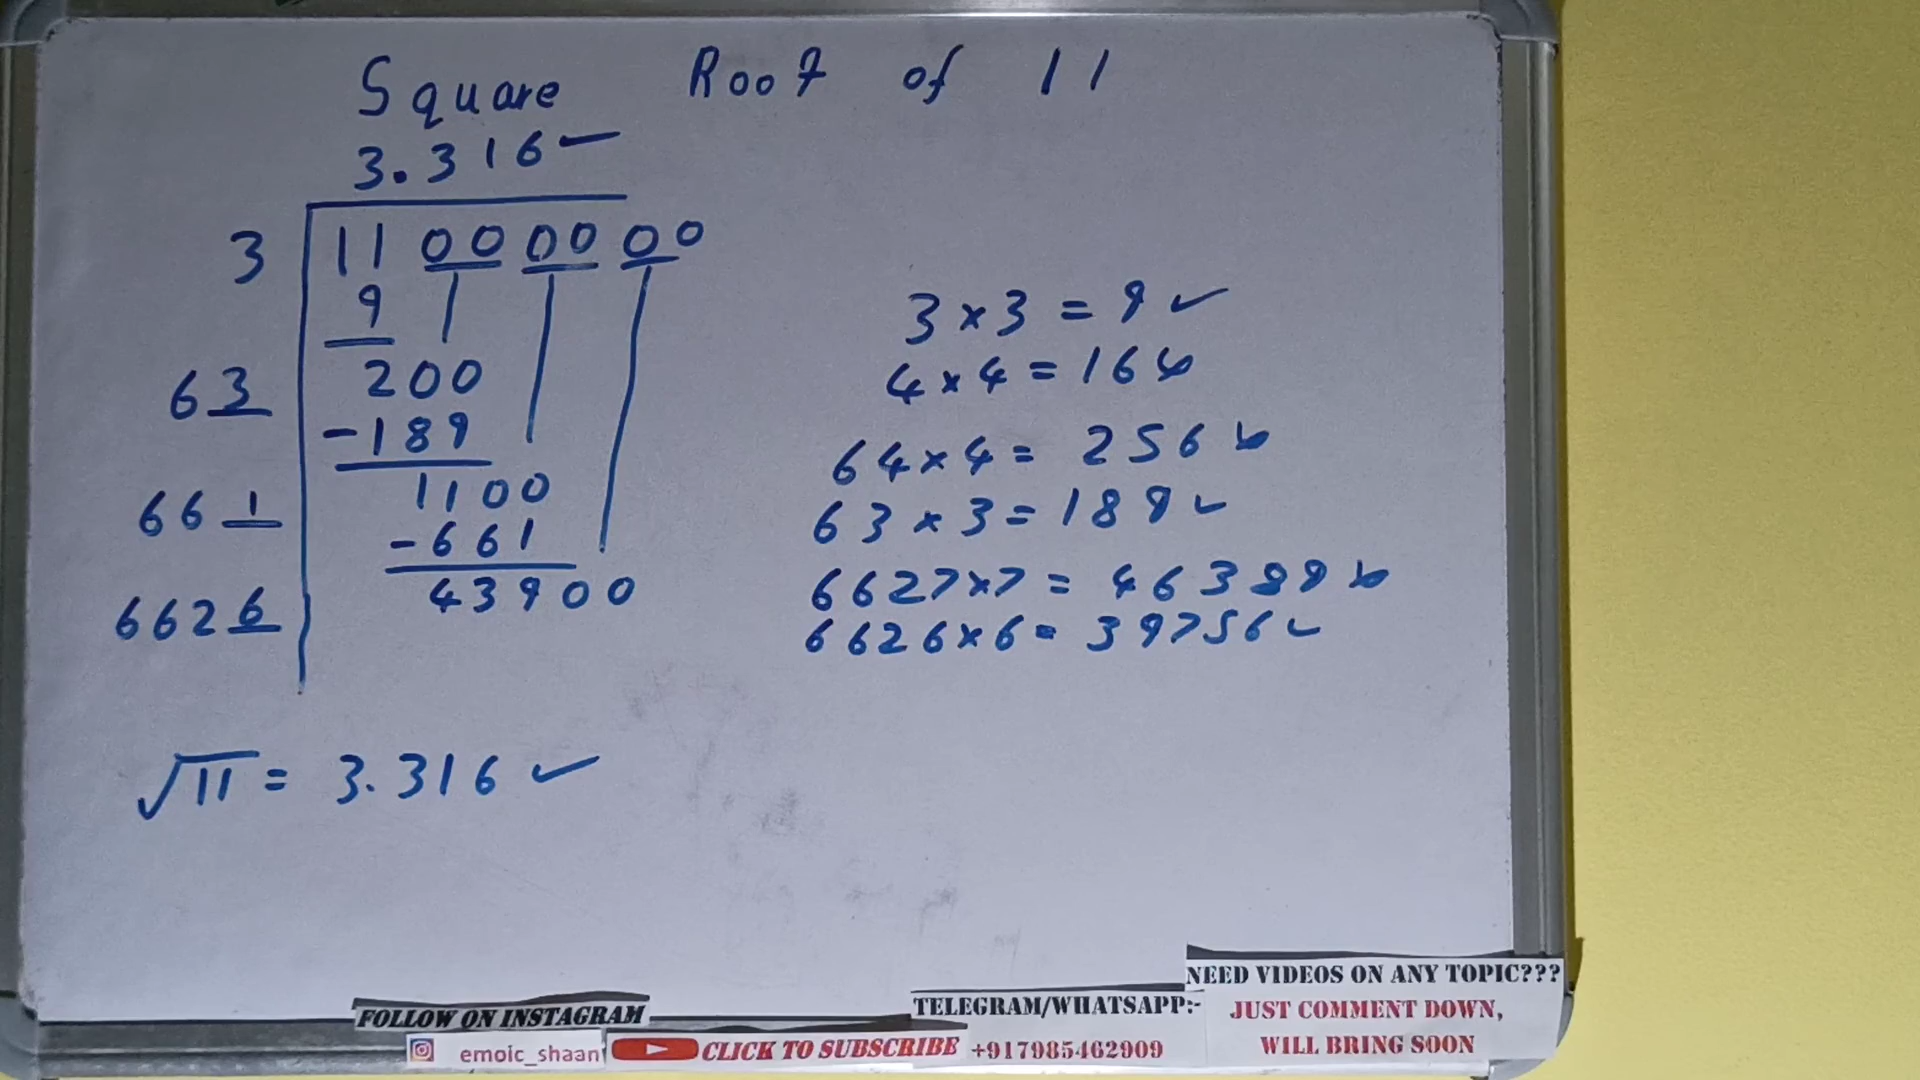 Square Root of 11
3.316
3 11 00 00 00
9
200
63
-189
1100
661
-661
43900
6626
3×3=9
4×4=16
64×4=256
63×3=189
6627×7=46389
6626×6=39756
√11=3.316
FOLLOW ON INSTAGRAM
emoic_shaan
CLICK TO SUBSCRIBE
TELEGRAM/WHATSAPP:-
+917985462909
NEED VIDEOS ON ANY TOPIC???
JUST COMMENT DOWN,
WILL BRING SOON